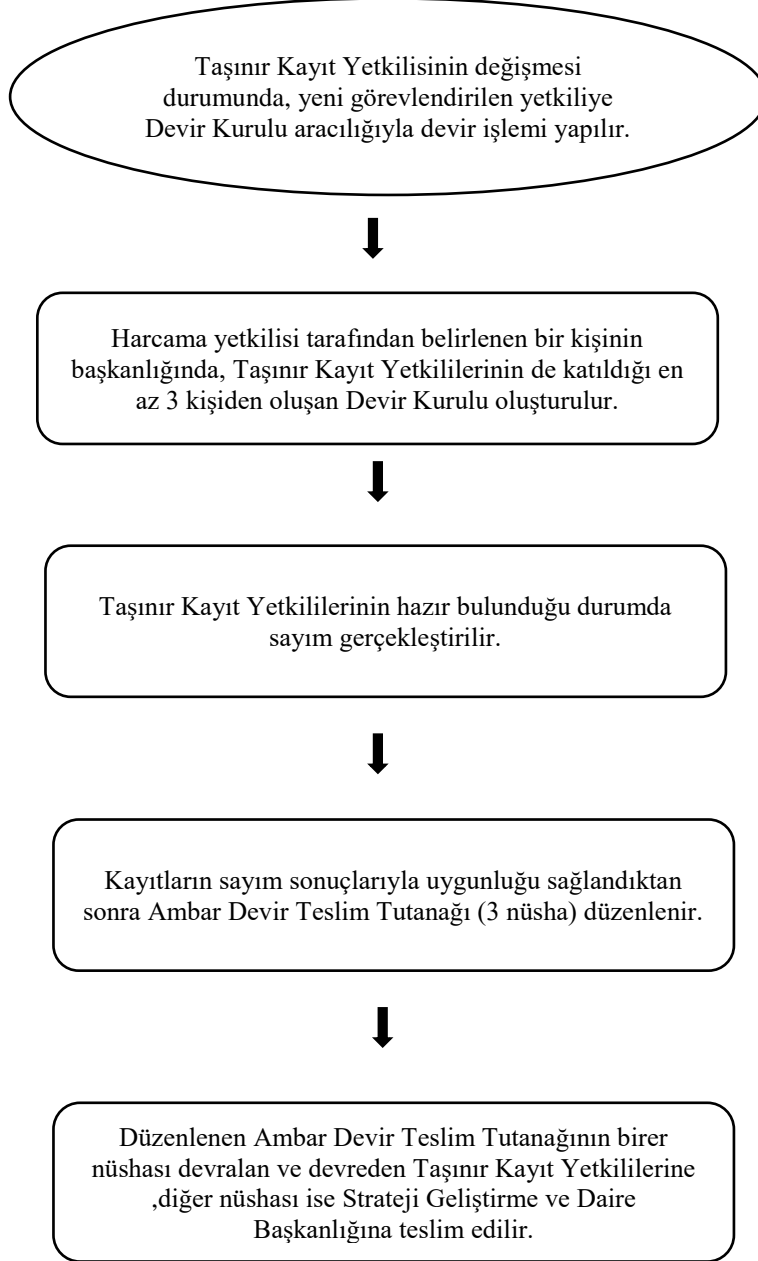 Taşınır Kayıt Yetkilisinin değişmesi
durumunda, yeni görevlendirilen yetkiliye
Devir Kurulu aracılığıyla devir işlemi yapılır.
Harcama yetkilisi tarafından belirlenen bir kişinin
başkanlığında, Taşınır Kayıt Yetkililerinin de katıldığı en
az 3 kişiden oluşan Devir Kurulu oluşturulur.
Taşınır Kayıt Yetkililerinin hazır bulunduğu durumda
sayım gerçekleştirilir.
Kayıtların sayım sonuçlarıyla uygunluğu sağlandıktan
sonra Ambar Devir Teslim Tutanağı (3 nüsha) düzenlenir.
Düzenlenen Ambar Devir Teslim Tutanağının birer
nüshası devralan ve devreden Taşınır Kayıt Yetkililerine
,diğer nüshası ise Strateji Geliştirme ve Daire
Başkanlığına teslim edilir.